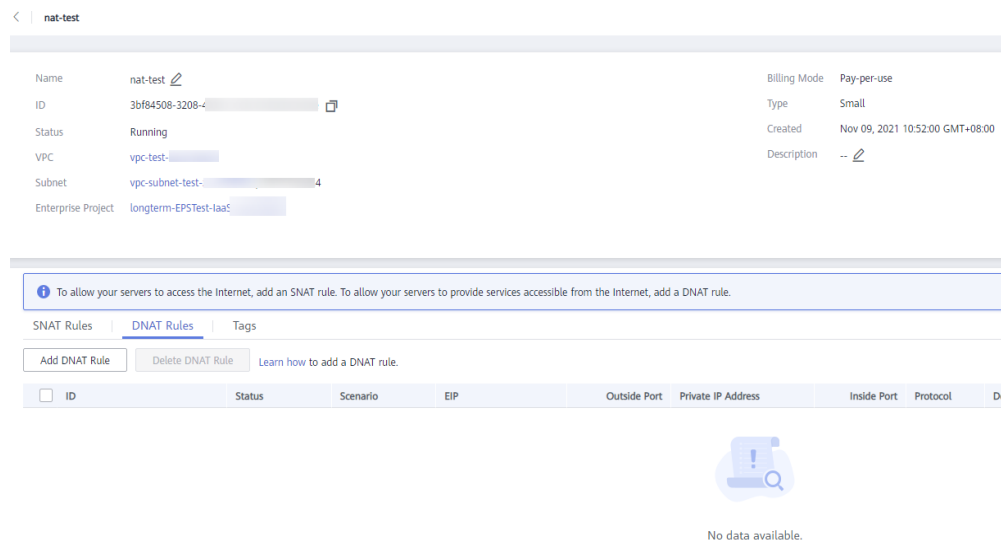 nat-test
Name nat-test
ID 3bf84508-3208-
Status Running
VPC vpc-test-
Subnet vpc-subnet-test- 4
Enterprise Project longterm-EPSTest-IaaS
Billing Mode Pay-per-use
Type Small
Created Nov 09, 2021 10:52:00 GMT+08:00
Description --
To allow your servers to access the Internet, add an SNAT rule. To allow your servers to provide services accessible from the Internet, add a DNAT rule.
SNAT Rules DNAT Rules Tags
Add DNAT Rule Delete DNAT Rule Learn how to add a DNAT rule.
ID Status Scenario EIP Outside Port Private IP Address Inside Port Protocol
No data available.